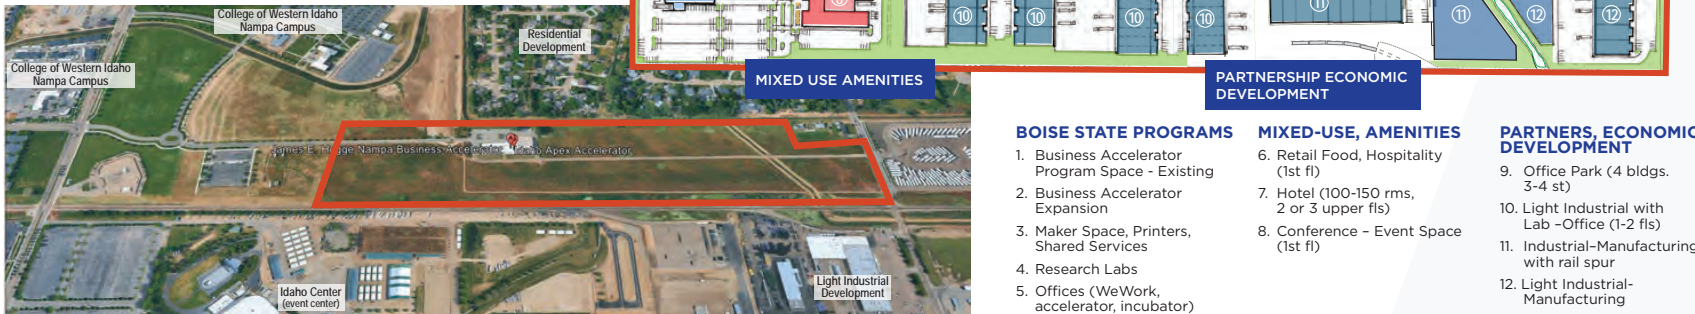 College of Western Idaho
Nampa Campus
College of Western Idaho
Nampa Campus
Residential
Development
James E. Hogge Nampa Business Accelerator
Idaho Apex Accelerator
Idaho Center
(event center)
Light Industrial
Development
10
10
10
10
11
11
12
12
MIXED USE AMENITIES
PARTNERSHIP ECONOMIC
DEVELOPMENT
BOISE STATE PROGRAMS
1. Business Accelerator
Program Space - Existing
2. Business Accelerator
Expansion
3. Maker Space, Printers,
Shared Services
4. Research Labs
5. Offices (WeWork,
accelerator, incubator)
MIXED-USE, AMENITIES
6. Retail Food, Hospitality
(1st fl)
7. Hotel (100-150 rms,
2 or 3 upper fls)
8. Conference – Event Space
(1st fl)
PARTNERS, ECONOMIC
DEVELOPMENT
9. Office Park (4 bldgs.
3-4 st)
10. Light Industrial with
Lab –Office (1-2 fls)
11. Industrial–Manufacturing
with rail spur
12. Light Industrial-
Manufacturing